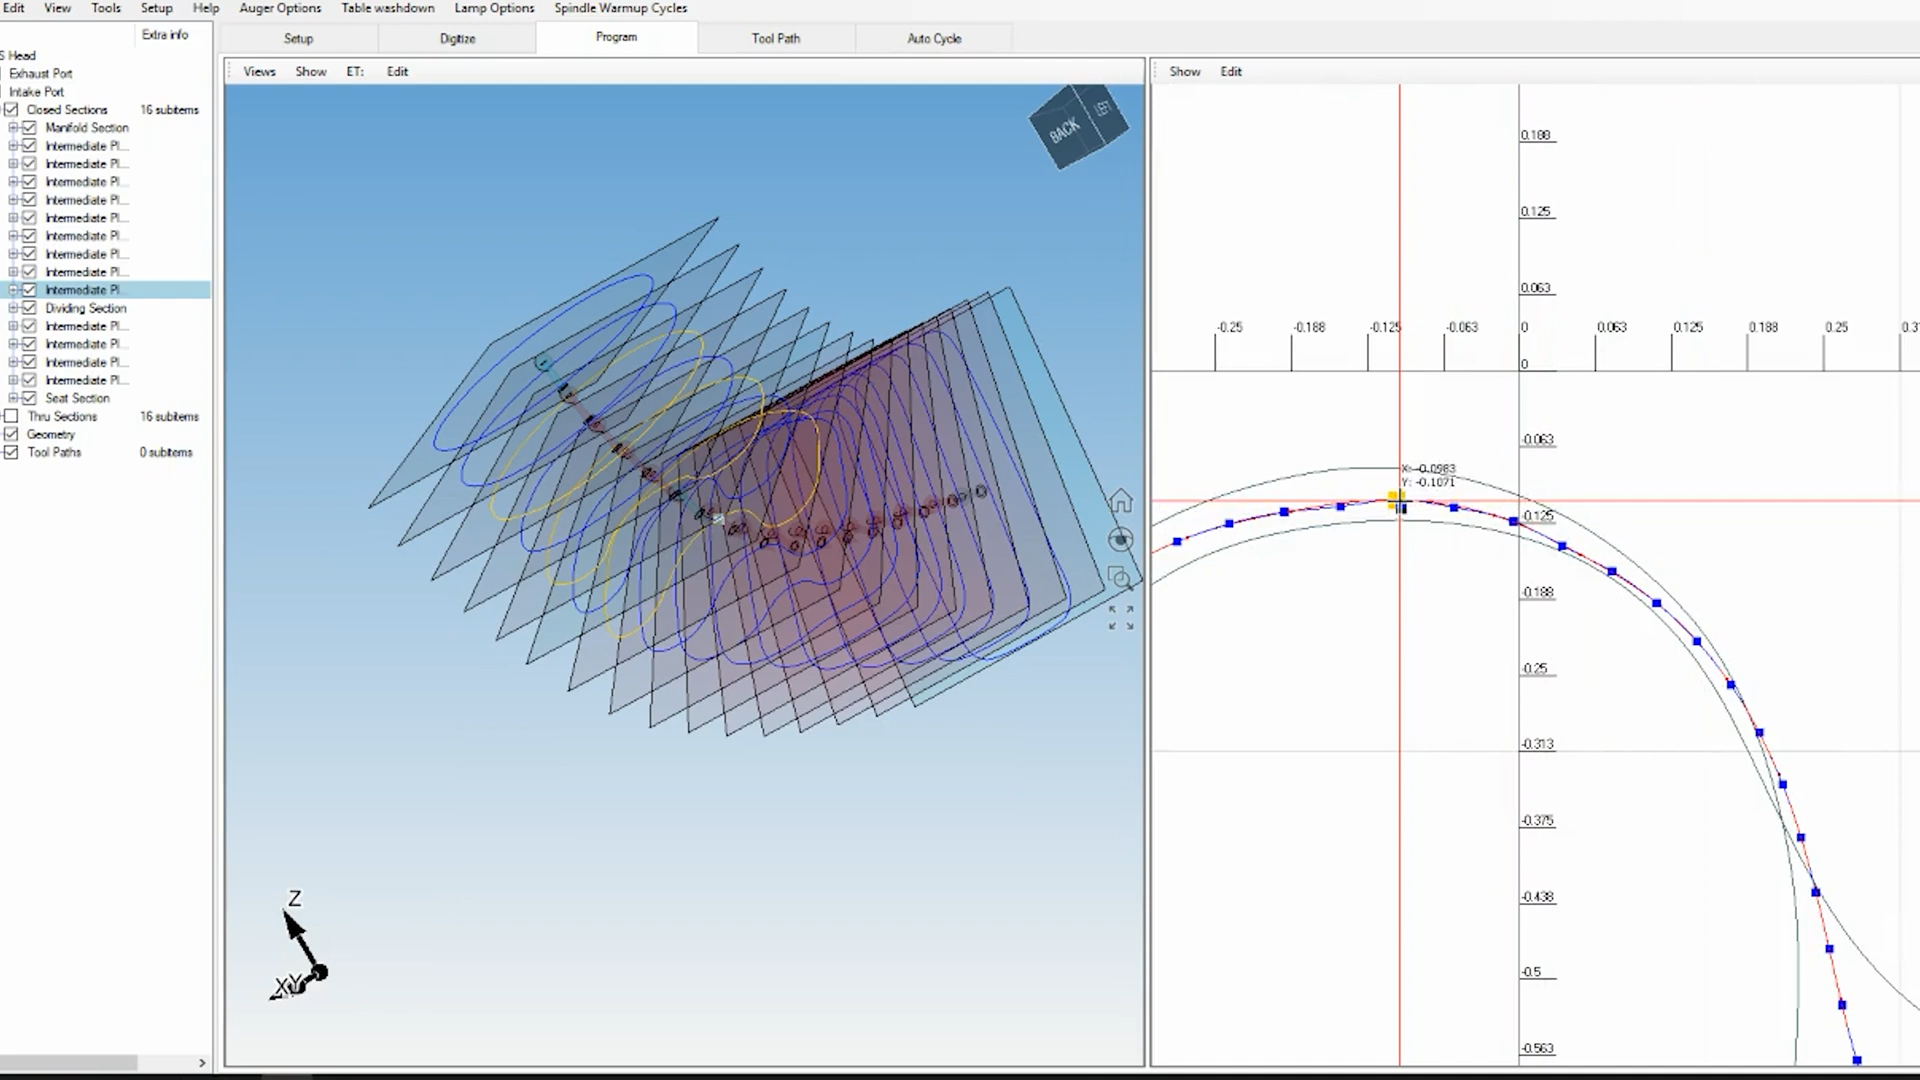 Edit View Tools Setup Help Auger Options Table washdown Lamp Options Spindle Warmup Cycles
Extra info
Setup Digitize Program Tool Path Auto Cycle
Views Show ET: Edit
Show Edit
S Head
Exhaust Port
Intake Port
Closed Sections 16 subitems
Manifold Section
Intermediate Pl...
Intermediate Pl...
Intermediate Pl...
Intermediate Pl...
Intermediate Pl...
Intermediate Pl...
Intermediate Pl...
Intermediate Pl...
Intermediate Pl...
Dividing Section
Intermediate Pl...
Intermediate Pl...
Intermediate Pl...
Intermediate Pl...
Seat Section
Thru Sections 16 subitems
Geometry
Tool Paths 0 subitems
BACK LEFT
Z
X Y
0.188
0.125
0.063
-0.25 -0.188 -0.125 -0.063 0 0.063 0.125 0.188 0.25
0
-0.063
X: -0.0983
Y: -0.1071
-0.125
-0.188
-0.25
-0.313
-0.375
-0.438
-0.5
-0.563